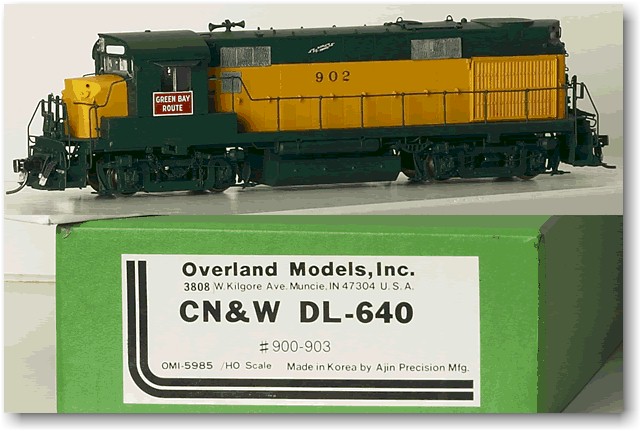 902
GREEN BAY
ROUTE
Overland Models, Inc.
3808 W. Kilgore Ave. Muncie, IN 47304 U.S.A.
CN&W DL-640
#900-903
OMI-5985 /HO Scale Made in Korea by Ajin Precision Mfg.